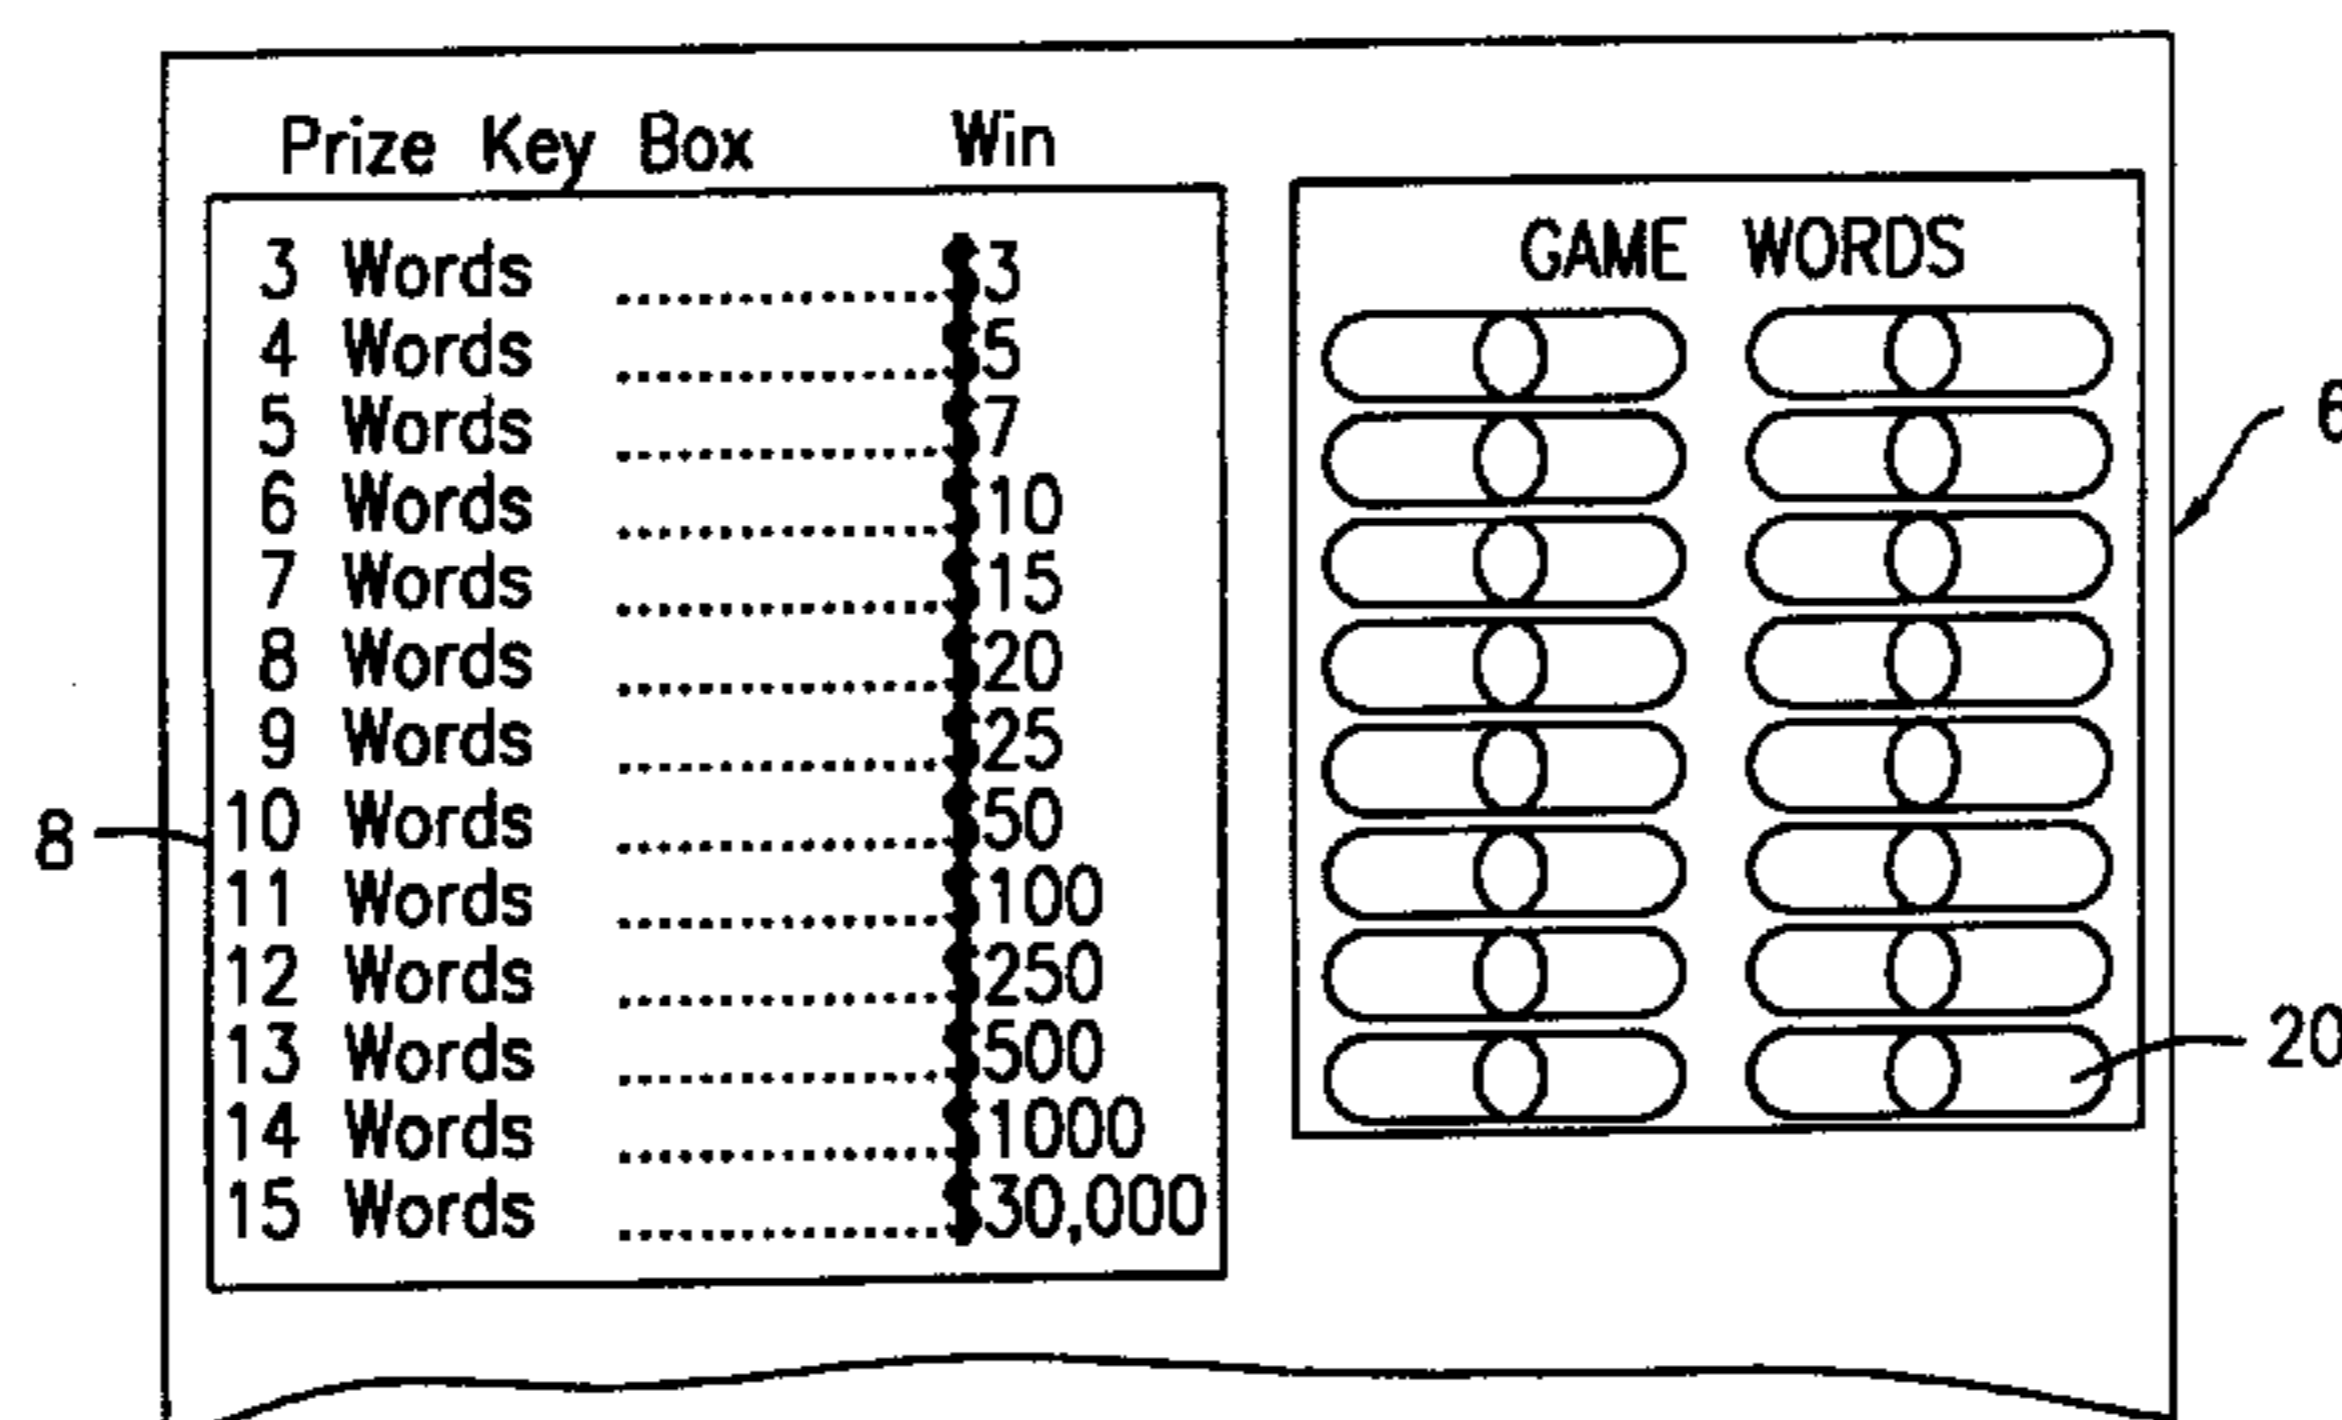 Prize Key Box Win
3 Words ................$3
4 Words ................$5
5 Words ................$7
6 Words ................$10
7 Words ................$15
8 Words ................$20
9 Words ................$25
10 Words ................$50
11 Words ................$100
12 Words ................$250
13 Words ................$500
14 Words ................$1000
15 Words ................$30,000
8
GAME WORDS
6
20